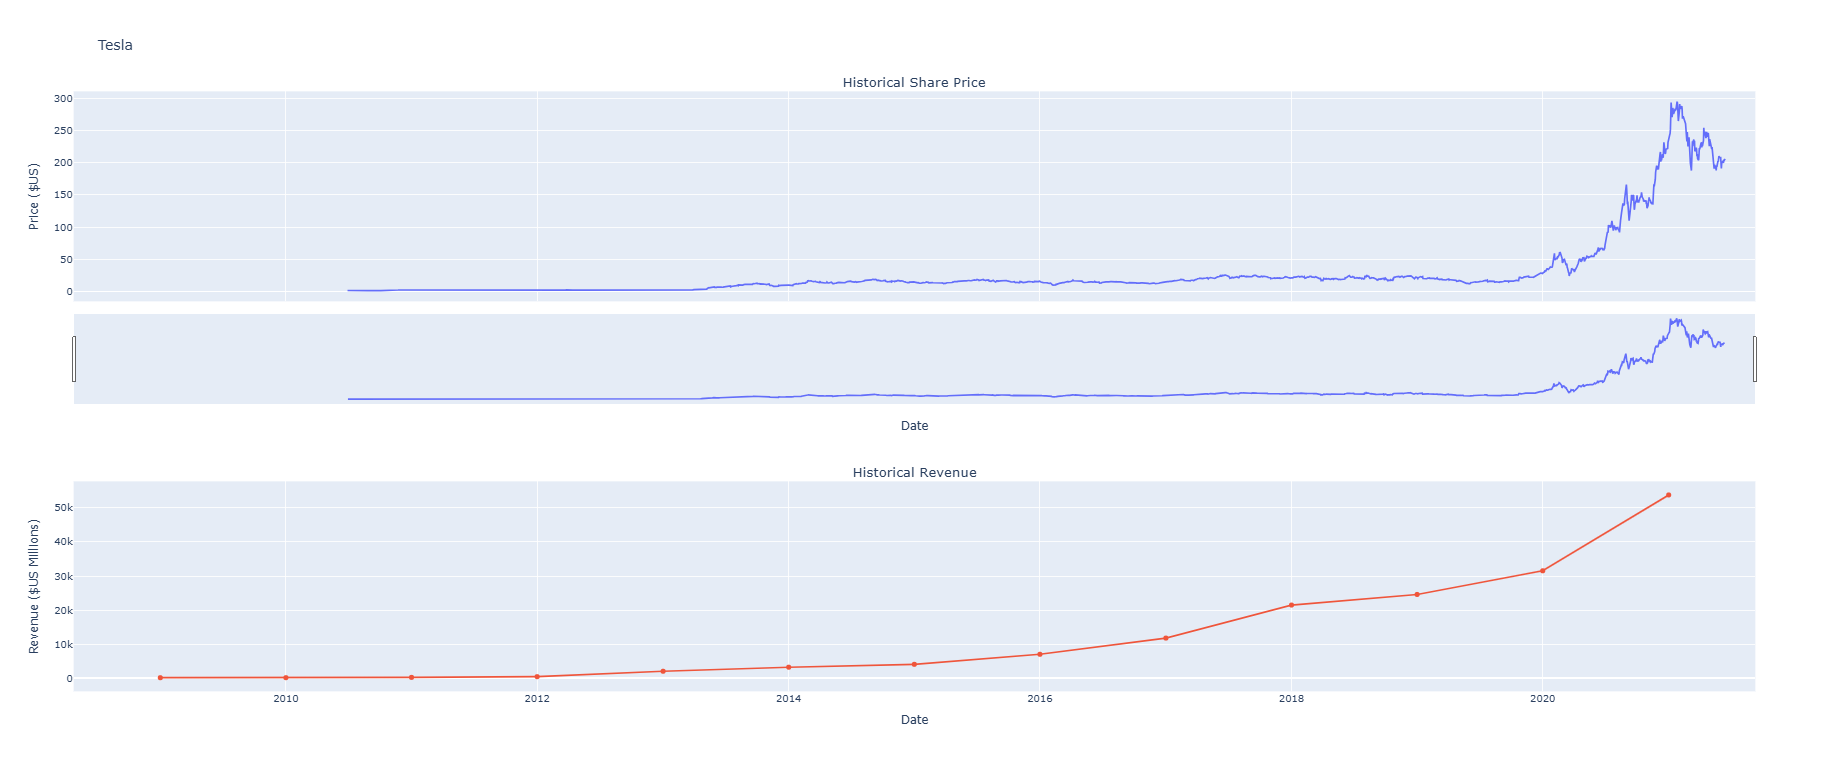 Tesla
Historical Share Price
Price ($US)
300
250
200
150
100
50
0
Date
Historical Revenue
Revenue ($US Millions)
50k
40k
30k
20k
10k
0
2010 2012 2014 2016 2018 2020
Date